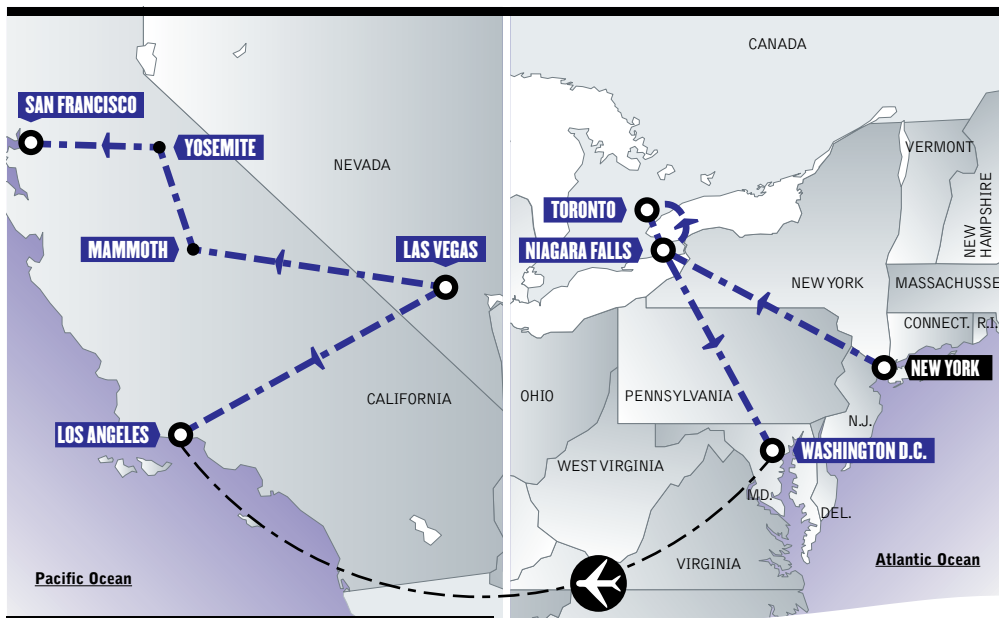 SAN FRANCISCO
YOSEMITE
NEVADA
MAMMOTH
LAS VEGAS
CALIFORNIA
LOS ANGELES
Pacific Ocean
CANADA
VERMONT
NEW
HAMPSHIRE
TORONTO
NIAGARA FALLS
NEW YORK
MASSACHUSSE
CONNECT. R.I.
NEW YORK
OHIO
PENNSYLVANIA
N.J.
WASHINGTON D.C.
WEST VIRGINIA
MD.
DEL.
VIRGINIA
Atlantic Ocean